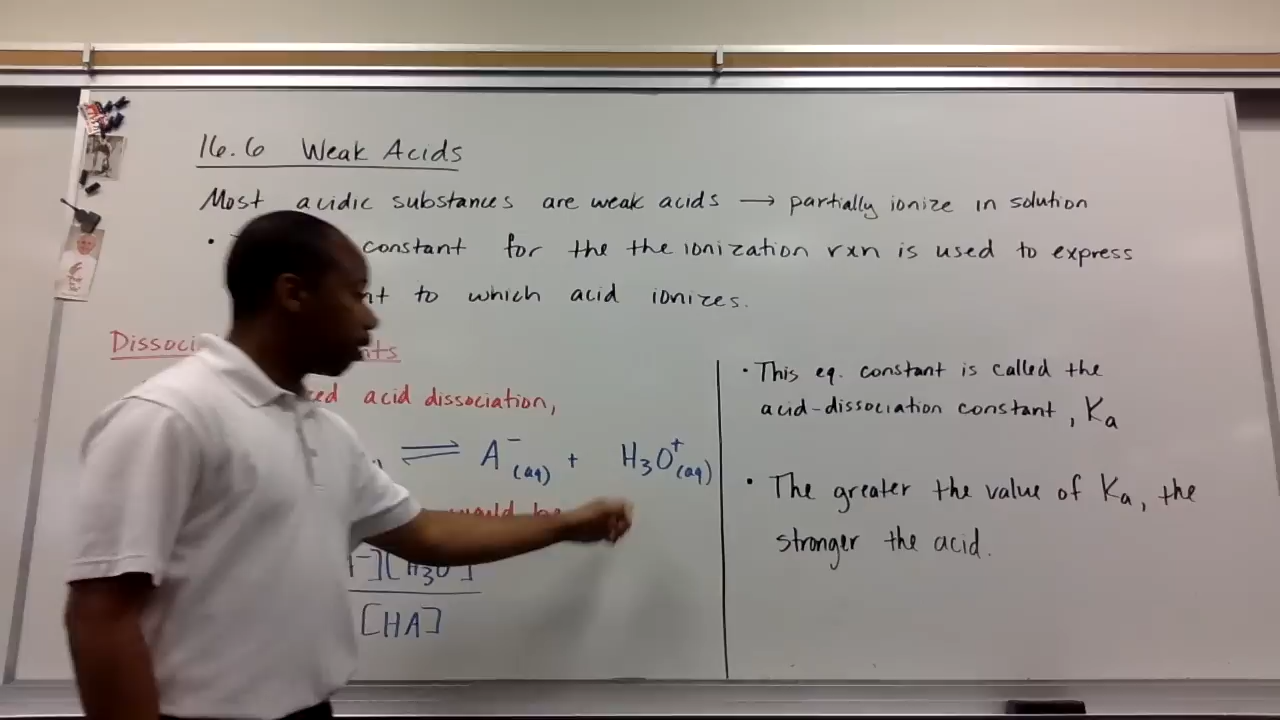 16.6 Weak Acids
Most acidic substances are weak acids → partially ionize in solution
• constant for the the ionization rxn is used to express
to which acid ionizes.
acid dissociation,
⇌ A⁻(aq) + H₃O⁺(aq)
would be
[HA]
• This eq. constant is called the
acid-dissociation constant, Ka
• The greater the value of Ka, the
stronger the acid.